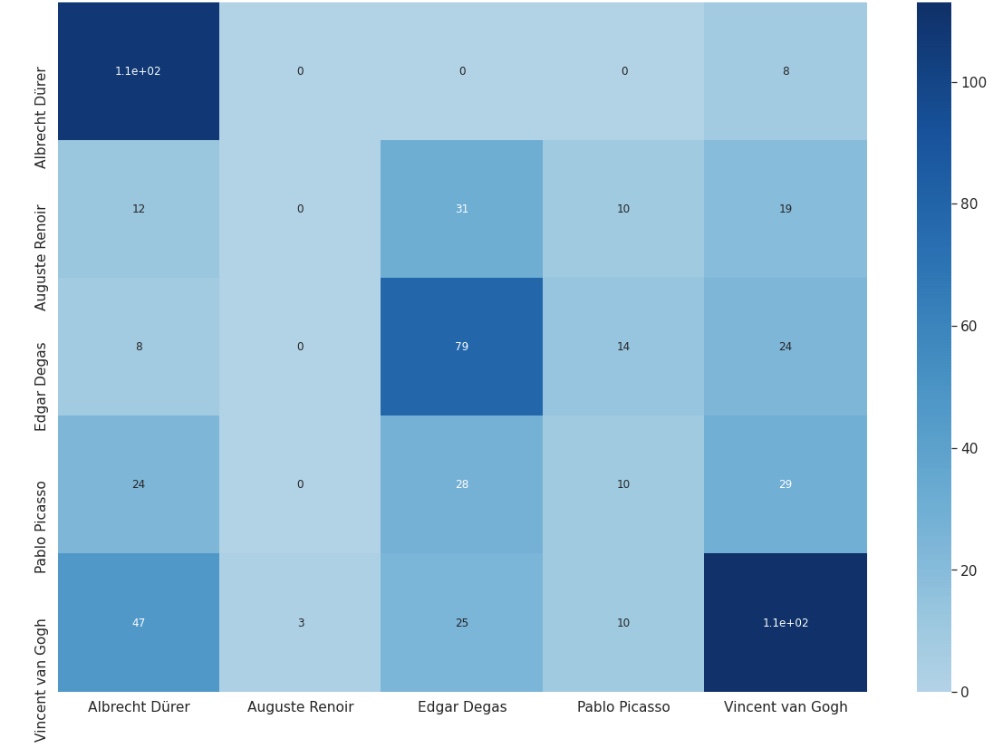 Albrecht Dürer 1.1e+02 0 0 0 8
Auguste Renoir 12 0 31 10 19
Edgar Degas 8 0 79 14 24
Pablo Picasso 24 0 28 10 29
Vincent van Gogh 47 3 25 10 1.1e+02
Albrecht Dürer Auguste Renoir Edgar Degas Pablo Picasso Vincent van Gogh
100
80
60
40
20
0